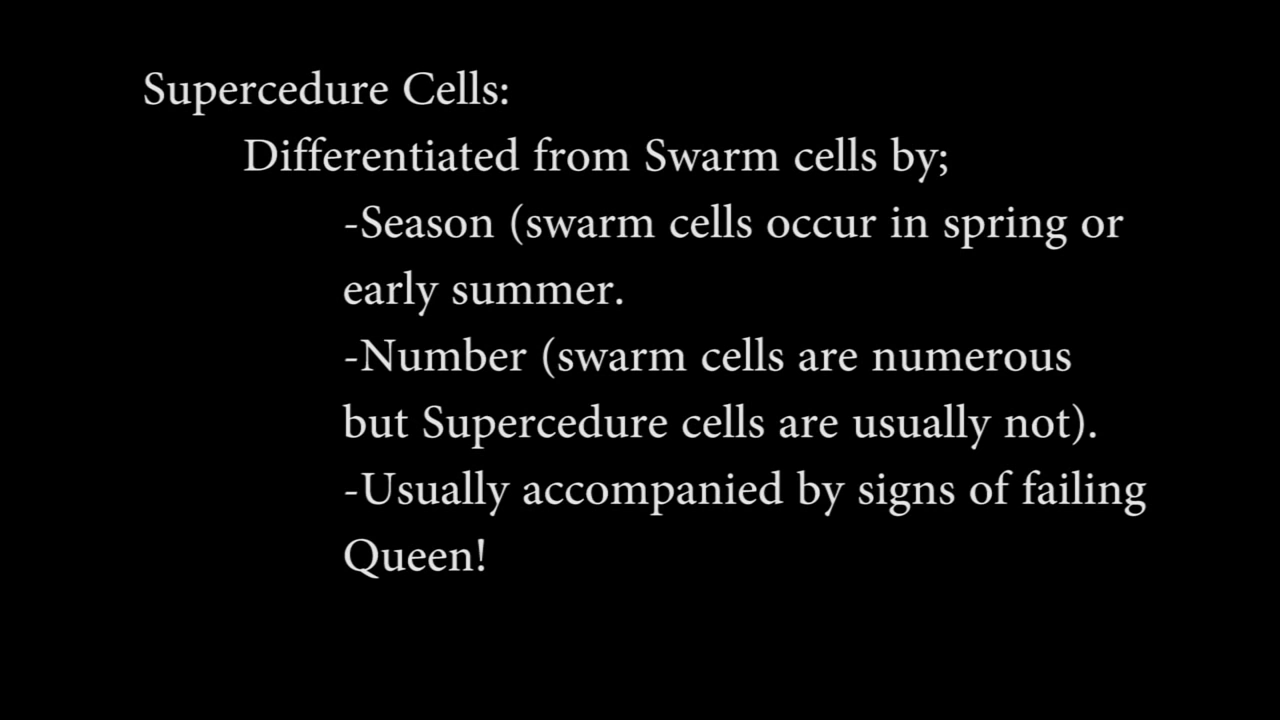 Supercedure Cells:
Differentiated from Swarm cells by;
-Season (swarm cells occur in spring or
early summer.
-Number (swarm cells are numerous
but Supercedure cells are usually not).
-Usually accompanied by signs of failing
Queen!